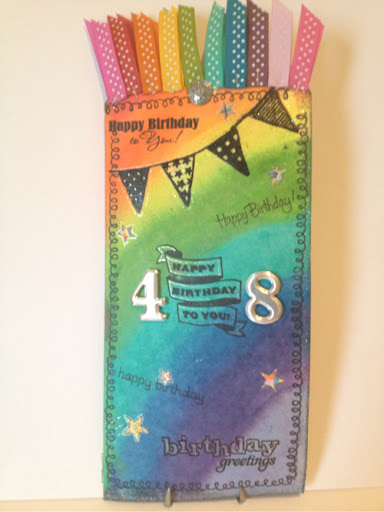 Happy Birthday
to You!
Happy Birthday!
4 HAPPY 8
BIRTHDAY
TO YOU!
happy birthday
birthday
greetings